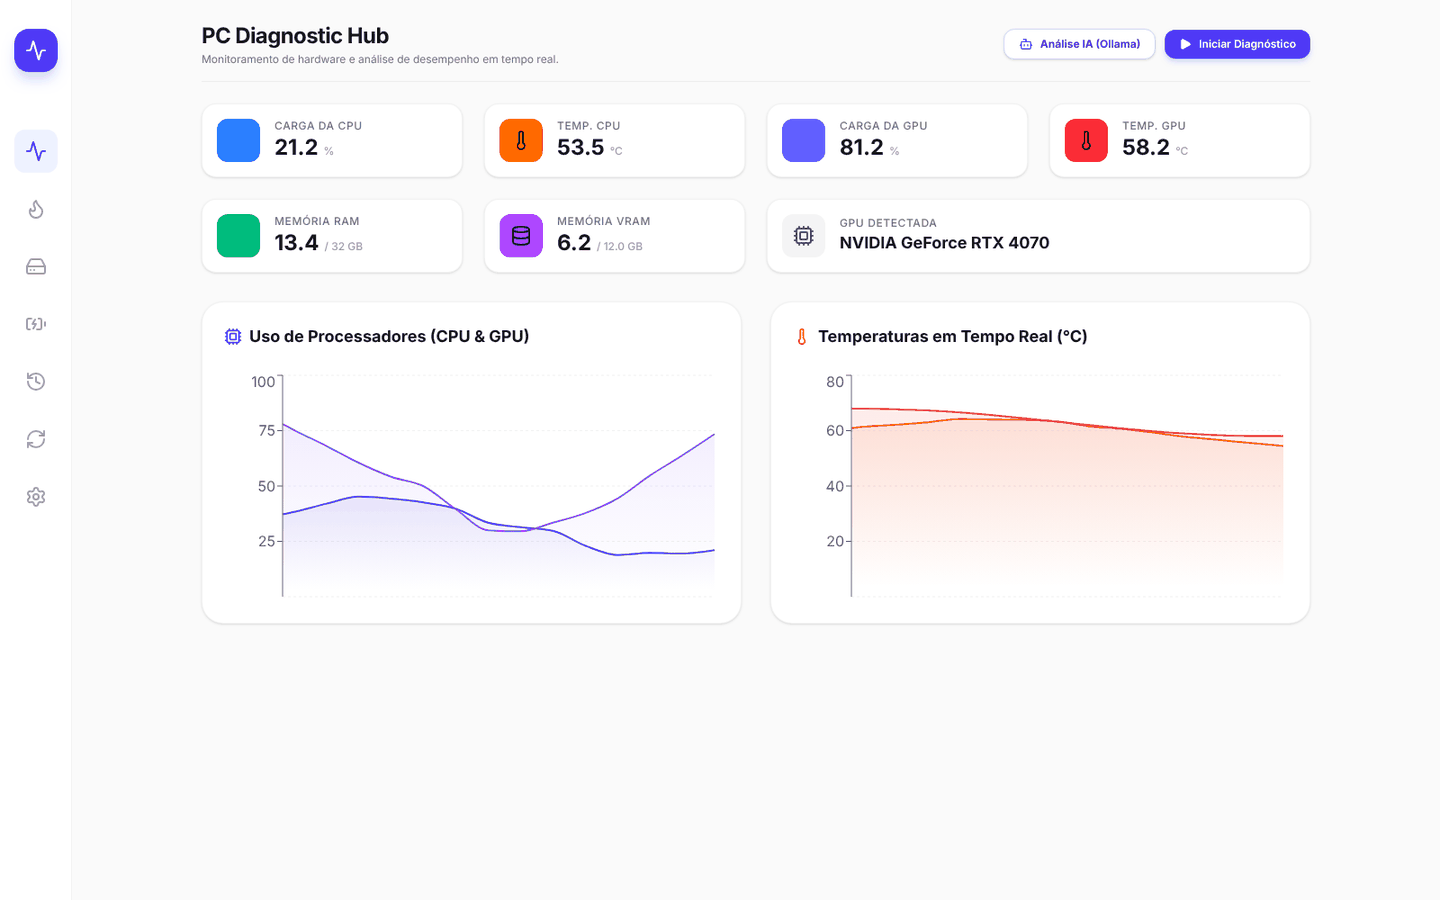 PC Diagnostic Hub
Monitoramento de hardware e análise de desempenho em tempo real.
Análise IA (Ollama)
Iniciar Diagnóstico
CARGA DA CPU
21.2 %
TEMP. CPU
53.5 °C
CARGA DA GPU
81.2 %
TEMP. GPU
58.2 °C
MEMÓRIA RAM
13.4 / 32 GB
MEMÓRIA VRAM
6.2 / 12.0 GB
GPU DETECTADA
NVIDIA GeForce RTX 4070
Uso de Processadores (CPU & GPU)
100
75
50
25
Temperaturas em Tempo Real (°C)
80
60
40
20